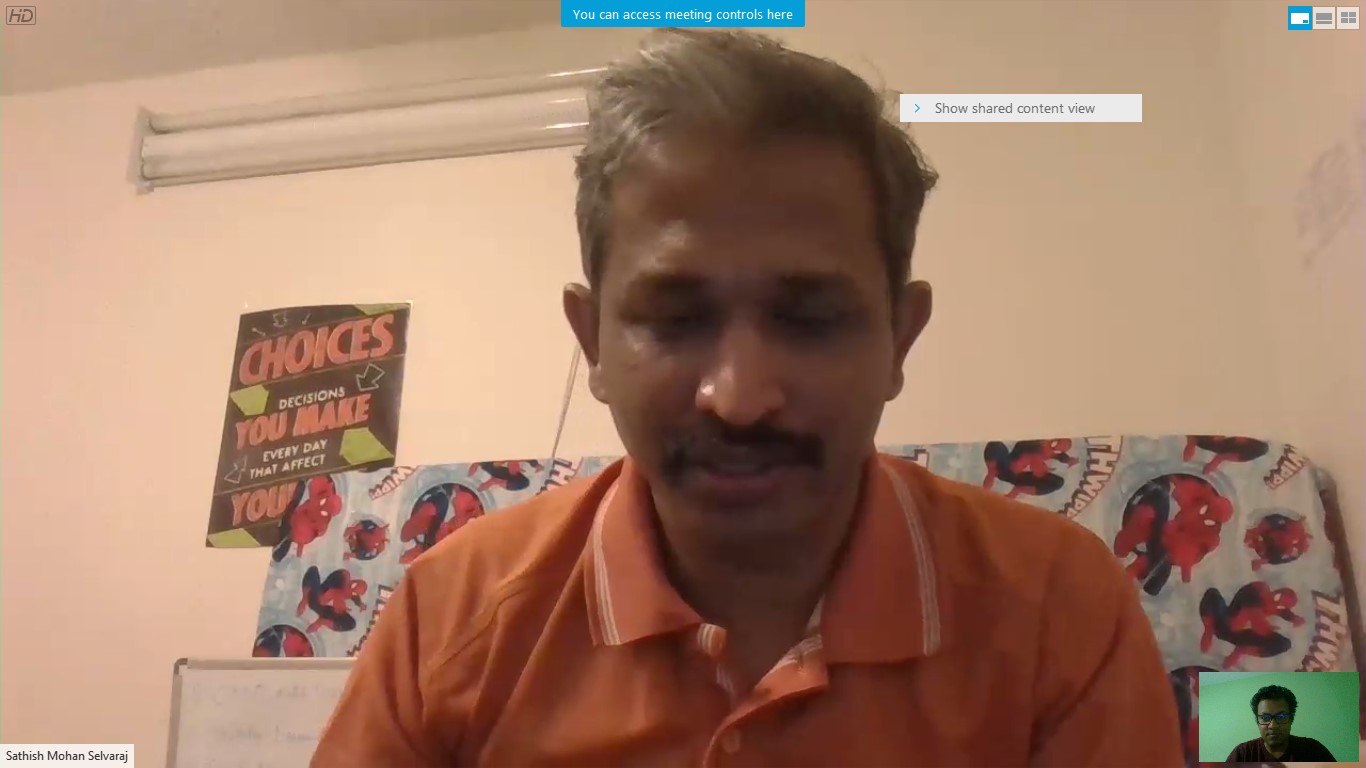 HD
You can access meeting controls here
Show shared content view
CHOICES
DECISIONS
YOU MAKE
EVERY DAY
THAT AFFECT
YOU!
THWIP!
Sathish Mohan Selvaraj